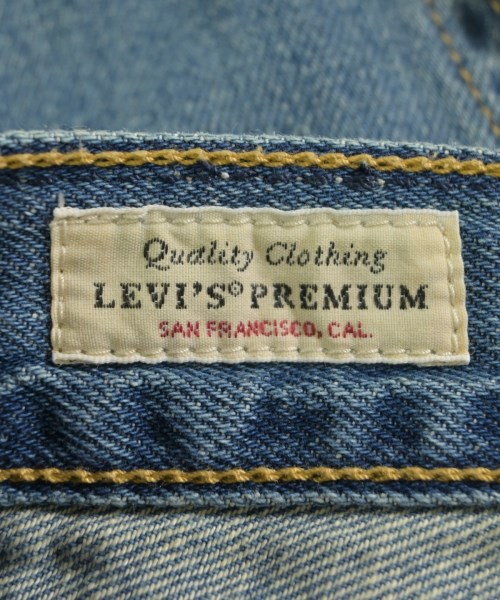 Quality Clothing
LEVI'S® PREMIUM
SAN FRANCISCO, CAL.